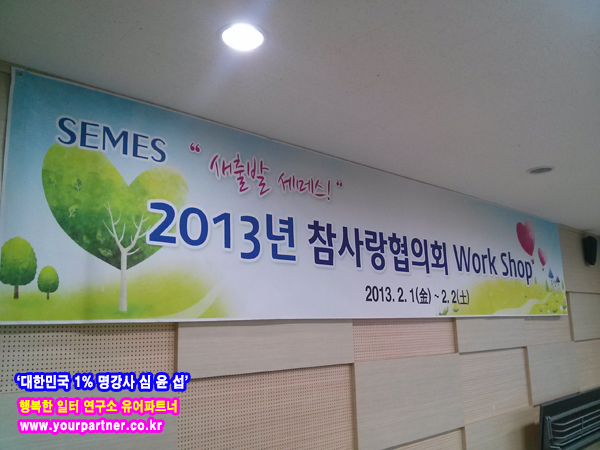 SEMES
" 새출발 세메스! "
2013년 참사랑협의회 Work Shop
2013. 2. 1(金) ~ 2. 2(土)
‘대한민국 1% 명강사 심 윤 섭’
행복한 일터 연구소 유어파트너
www.yourpartner.co.kr